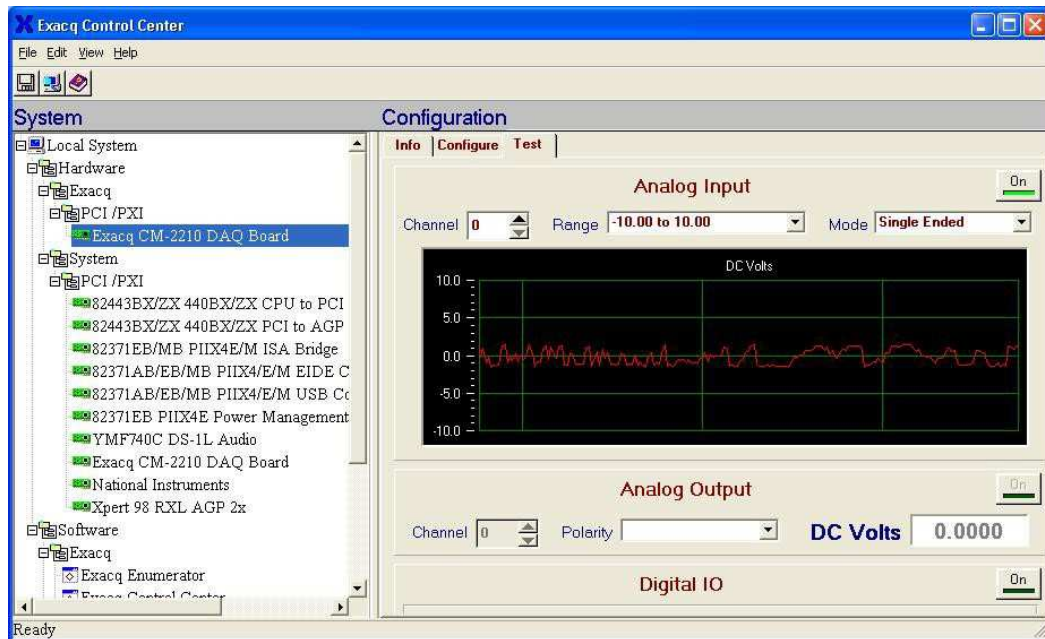 Exacq Control Center
File Edit View Help
System
Configuration
Local System
Hardware
Exacq
PCI /PXI
Exacq CM-2210 DAQ Board
System
PCI /PXI
82443BX/ZX 440BX/ZX CPU to PCI
82443BX/ZX 440BX/ZX PCI to AGP
82371EB/MB PIIX4E/M ISA Bridge
82371AB/EB/MB PIIX4/E/M EIDE C
82371AB/EB/MB PIIX4/E/M USB Co
82371EB PIIX4E Power Management
YMF740C DS-1L Audio
Exacq CM-2210 DAQ Board
National Instruments
Xpert 98 RXL AGP 2x
Software
Exacq
Exacq Enumerator
Exacq Control Center
Info Configure Test
Analog Input
On
Channel 0 Range -10.00 to 10.00 Mode Single Ended
DC Volts
10.0
5.0
0.0
-5.0
-10.0
Analog Output
On
Channel 0 Polarity DC Volts 0.0000
Digital IO
On
Ready